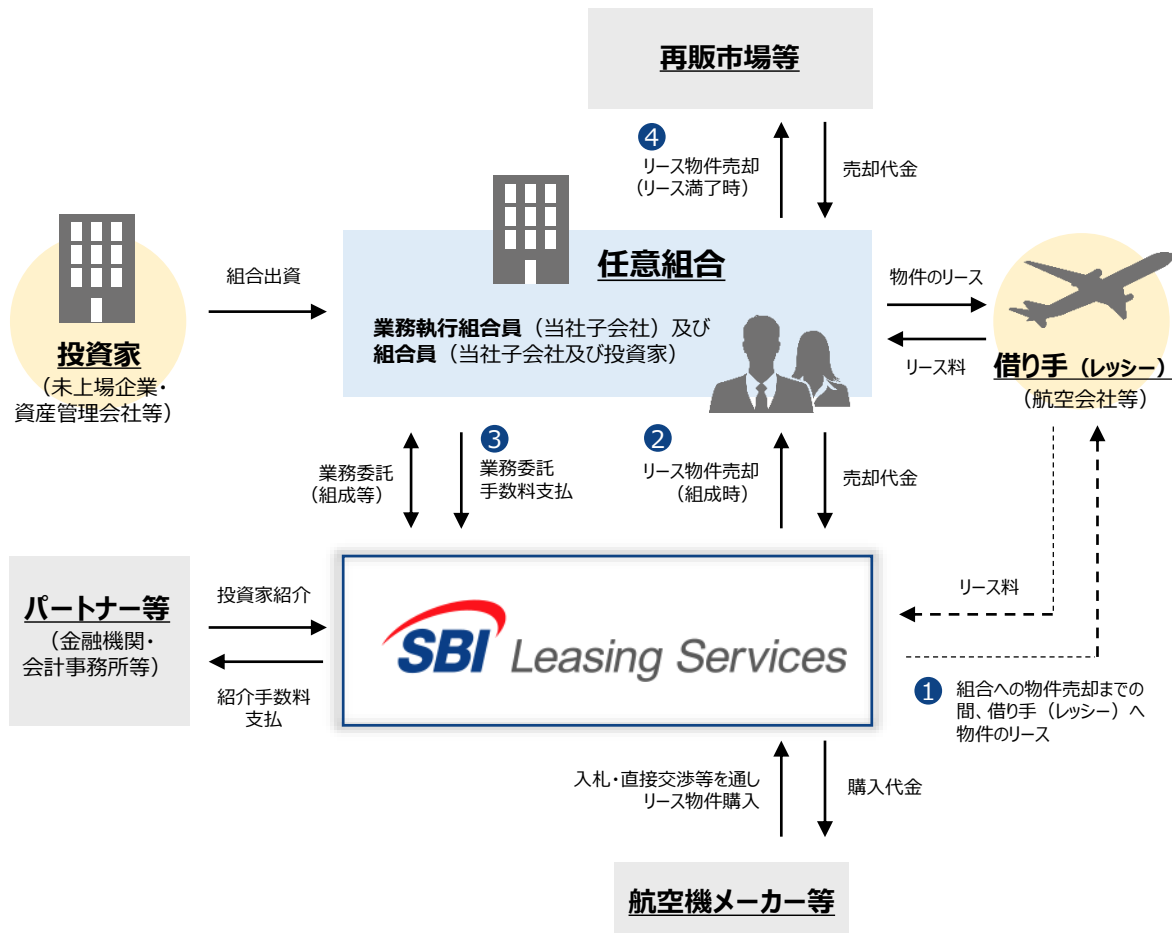 再販市場等
4
リース物件売却
(リース満了時)
売却代金
任意組合
業務執行組合員（当社子会社）及び
組合員（当社子会社及び投資家）
組合出資
投資家
（未上場企業・
資産管理会社等）
物件のリース
リース料
借り手（レッシー）
（航空会社等）
業務委託
（組成等）
3
業務委託
手数料支払
2
リース物件売却
(組成時)
売却代金
パートナー等
（金融機関・
会計事務所等）
投資家紹介
紹介手数料
支払
SBI Leasing Services
リース料
1
組合への物件売却までの
間、借り手（レッシー）へ
物件のリース
入札・直接交渉等を通し
リース物件購入
購入代金
航空機メーカー等